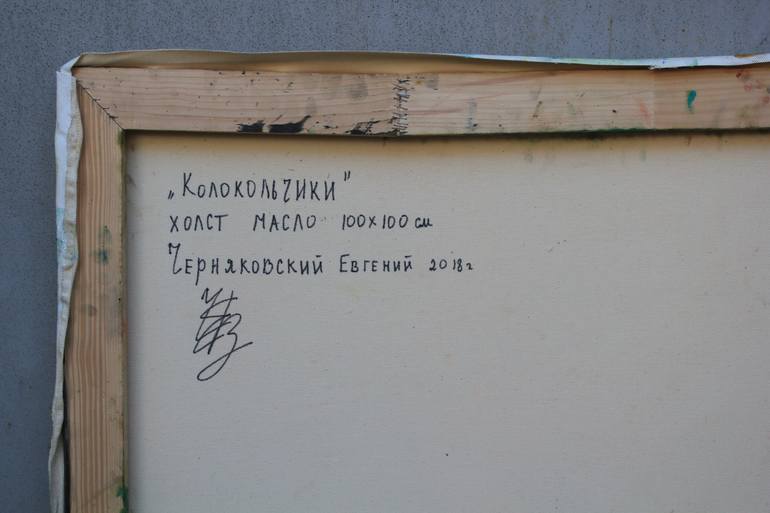 „Колокольчики"
холст масло 100х100 см
Черняковский Евгений 2018г